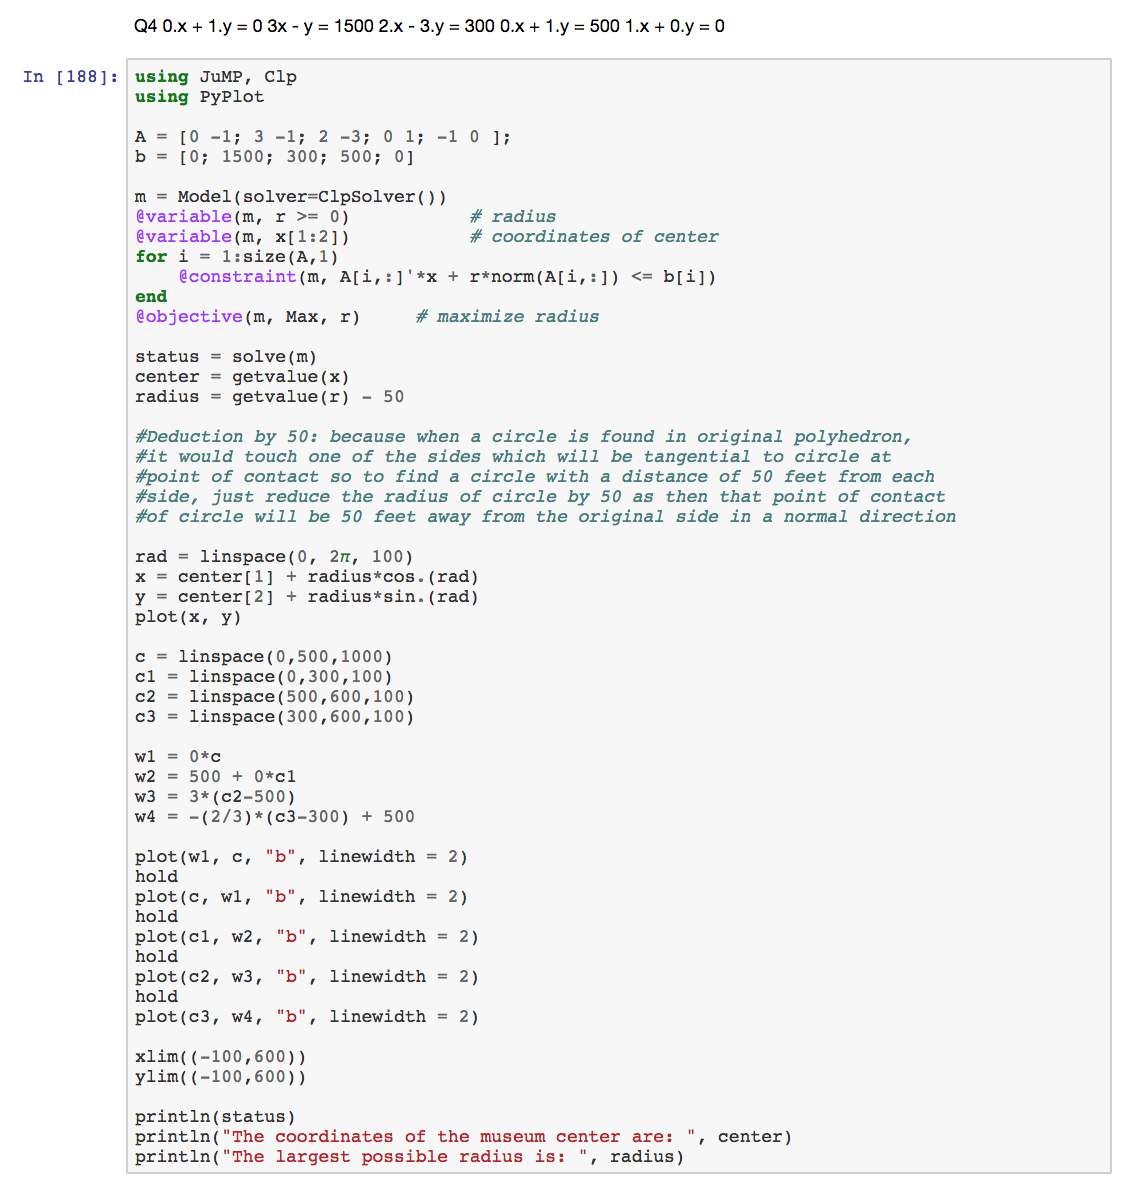 Q4 0.x + 1.y = 0 3x - y = 1500 2.x - 3.y = 300 0.x + 1.y = 500 1.x + 0.y = 0
In [188]:
using JuMP, Clp
using PyPlot
A = [0 -1; 3 -1; 2 -3; 0 1; -1 0 ];
b = [0; 1500; 300; 500; 0]
m = Model(solver=ClpSolver())
@variable(m, r >= 0)           # radius
@variable(m, x[1:2])           # coordinates of center
for i = 1:size(A,1)
    @constraint(m, A[i,:]'*x + r*norm(A[i,:]) <= b[i])
end
@objective(m, Max, r)     # maximize radius
status = solve(m)
center = getvalue(x)
radius = getvalue(r) - 50
#Deduction by 50: because when a circle is found in original polyhedron,
#it would touch one of the sides which will be tangential to circle at
#point of contact so to find a circle with a distance of 50 feet from each
#side, just reduce the radius of circle by 50 as then that point of contact
#of circle will be 50 feet away from the original side in a normal direction
rad = linspace(0, 2π, 100)
x = center[1] + radius*cos.(rad)
y = center[2] + radius*sin.(rad)
plot(x, y)
c = linspace(0,500,1000)
c1 = linspace(0,300,100)
c2 = linspace(500,600,100)
c3 = linspace(300,600,100)
w1 = 0*c
w2 = 500 + 0*c1
w3 = 3*(c2-500)
w4 = -(2/3)*(c3-300) + 500
plot(w1, c, "b", linewidth = 2)
hold
plot(c, w1, "b", linewidth = 2)
hold
plot(c1, w2, "b", linewidth = 2)
hold
plot(c2, w3, "b", linewidth = 2)
hold
plot(c3, w4, "b", linewidth = 2)
xlim((-100,600))
ylim((-100,600))
println(status)
println("The coordinates of the museum center are: ", center)
println("The largest possible radius is: ", radius)